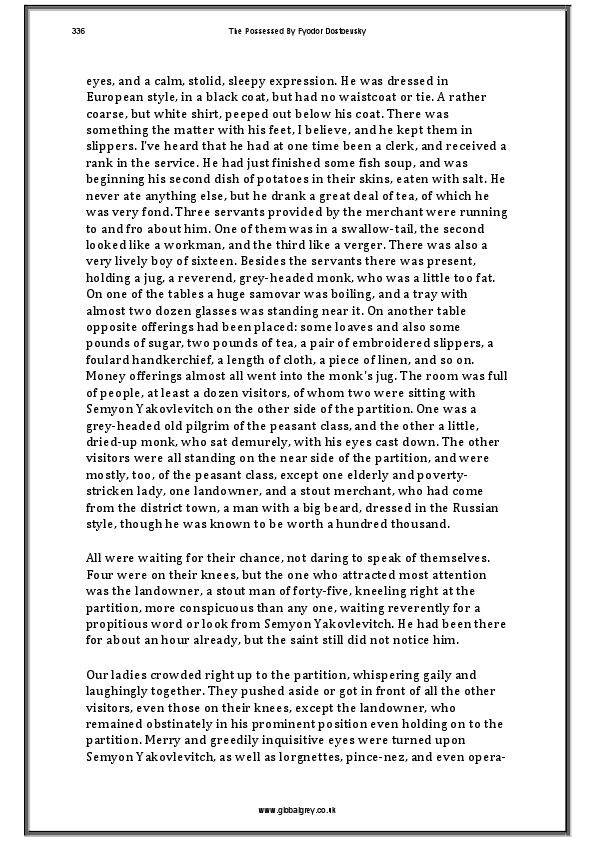 336
The Possessed By Fyodor Dostoevsky
eyes, and a calm, stolid, sleepy expression. He was dressed in
European style, in a black coat, but had no waistcoat or tie. A rather
coarse, but white shirt, peeped out below his coat. There was
something the matter with his feet, I believe, and he kept them in
slippers. I've heard that he had at one time been a clerk, and received a
rank in the service. He had just finished some fish soup, and was
beginning his second dish of potatoes in their skins, eaten with salt. He
never ate anything else, but he drank a great deal of tea, of which he
was very fond. Three servants provided by the merchant were running
to and fro about him. One of them was in a swallow-tail, the second
looked like a workman, and the third like a verger. There was also a
very lively boy of sixteen. Besides the servants there was present,
holding a jug, a reverend, grey-headed monk, who was a little too fat.
On one of the tables a huge samovar was boiling, and a tray with
almost two dozen glasses was standing near it. On another table
opposite offerings had been placed: some loaves and also some
pounds of sugar, two pounds of tea, a pair of embroidered slippers, a
foulard handkerchief, a length of cloth, a piece of linen, and so on.
Money offerings almost all went into the monk's jug. The room was full
of people, at least a dozen visitors, of whom two were sitting with
Semyon Yakovlevitch on the other side of the partition. One was a
grey-headed old pilgrim of the peasant class, and the other a little,
dried-up monk, who sat demurely, with his eyes cast down. The other
visitors were all standing on the near side of the partition, and were
mostly, too, of the peasant class, except one elderly and poverty-
stricken lady, one landowner, and a stout merchant, who had come
from the district town, a man with a big beard, dressed in the Russian
style, though he was known to be worth a hundred thousand.
All were waiting for their chance, not daring to speak of themselves.
Four were on their knees, but the one who attracted most attention
was the landowner, a stout man of forty-five, kneeling right at the
partition, more conspicuous than any one, waiting reverently for a
propitious word or look from Semyon Yakovlevitch. He had been there
for about an hour already, but the saint still did not notice him.
Our ladies crowded right up to the partition, whispering gaily and
laughingly together. They pushed aside or got in front of all the other
visitors, even those on their knees, except the landowner, who
remained obstinately in his prominent position even holding on to the
partition. Merry and greedily inquisitive eyes were turned upon
Semyon Yakovlevitch, as well as lorgnettes, pince-nez, and even opera-
www.globalgrey.co.uk